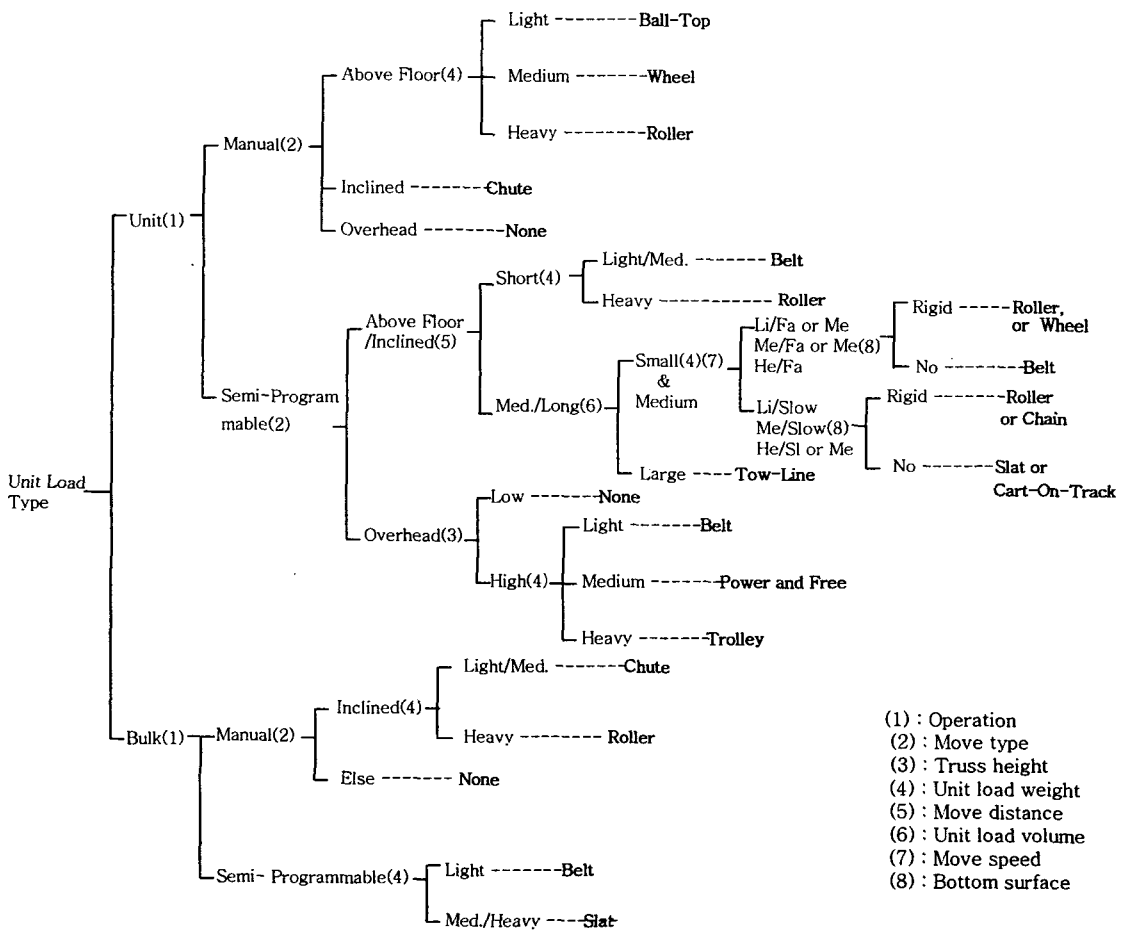 Light Ball-Top
Above Floor(4) Medium Wheel
Heavy Roller
Manual(2)
Inclined Chute
Unit(1)
Overhead None
Short(4) Light/Med. Belt
Heavy Roller
Above Floor
/Inclined(5)
Li/Fa or Me
Me/Fa or Me(8)
He/Fa
Rigid Roller,
or Wheel
No Belt
Small(4)(7)
&
Medium
Semi-Program
mable(2)
Med./Long(6)
Li/Slow
Me/Slow(8)
He/Sl or Me
Rigid Roller
or Chain
No Slat or
Cart-On-Track
Large Tow-Line
Unit Load
Type
Low None
Overhead(3)
Light Belt
High(4) Medium Power and Free
Heavy Trolley
Light/Med. Chute
Inclined(4)
Heavy Roller
Bulk(1) Manual(2)
Else None
Semi- Programmable(4)
Light Belt
Med./Heavy Slat
(1) : Operation
(2) : Move type
(3) : Truss height
(4) : Unit load weight
(5) : Move distance
(6) : Unit load volume
(7) : Move speed
(8) : Bottom surface